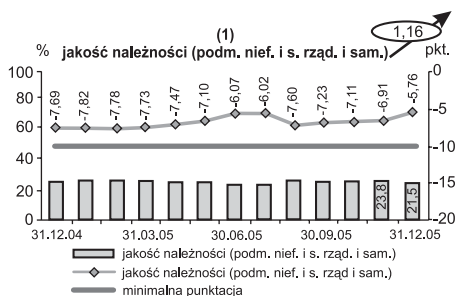 (1)
1,16
% jakość należności (podm. nief. i s. rząd. i sam.) pkt.
100 0
80 -5
60 -10
40 -15
20 -20
0
-7,69 -7,82 -7,78 -7,73 -7,47 -7,10 -6,07 -6,02 -7,60 -7,23 -7,11 -6,91 -5,76
23,8 21,5
31.12.04 31.03.05 30.06.05 30.09.05 31.12.05
jakość należności (podm. nief. i s. rząd i sam.)
jakość należności (podm. nief. i s. rząd i sam.)
minimalna punktacja